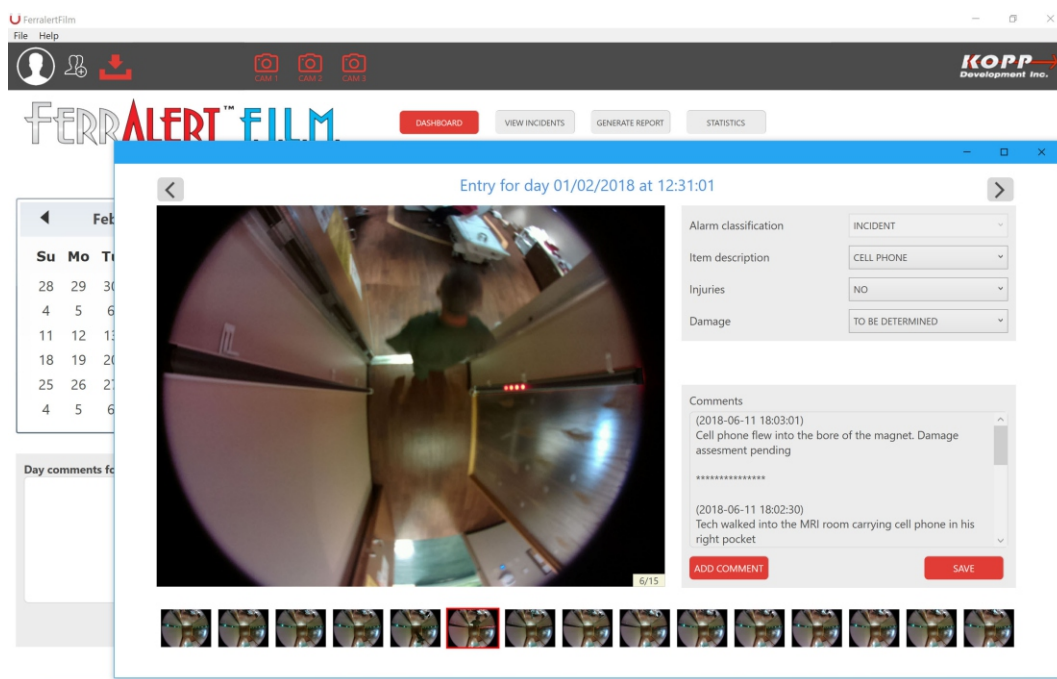 FerralertFilm
File Help
CAM 1 CAM 2 CAM 3
KOPP
Development Inc.
FERRALERT™ F.I.L.M.
DASHBOARD VIEW INCIDENTS GENERATE REPORT STATISTICS
Entry for day 01/02/2018 at 12:31:01
Feb
Su Mo Tu
28 29 30
4 5 6
11 12 13
18 19 20
25 26 27
4 5 6
Day comments fo
Alarm classification INCIDENT
Item description CELL PHONE
Injuries NO
Damage TO BE DETERMINED
Comments
(2018-06-11 18:03:01)
Cell phone flew into the bore of the magnet. Damage
assesment pending
***************
(2018-06-11 18:02:30)
Tech walked into the MRI room carrying cell phone in his
right pocket
ADD COMMENT SAVE
6/15